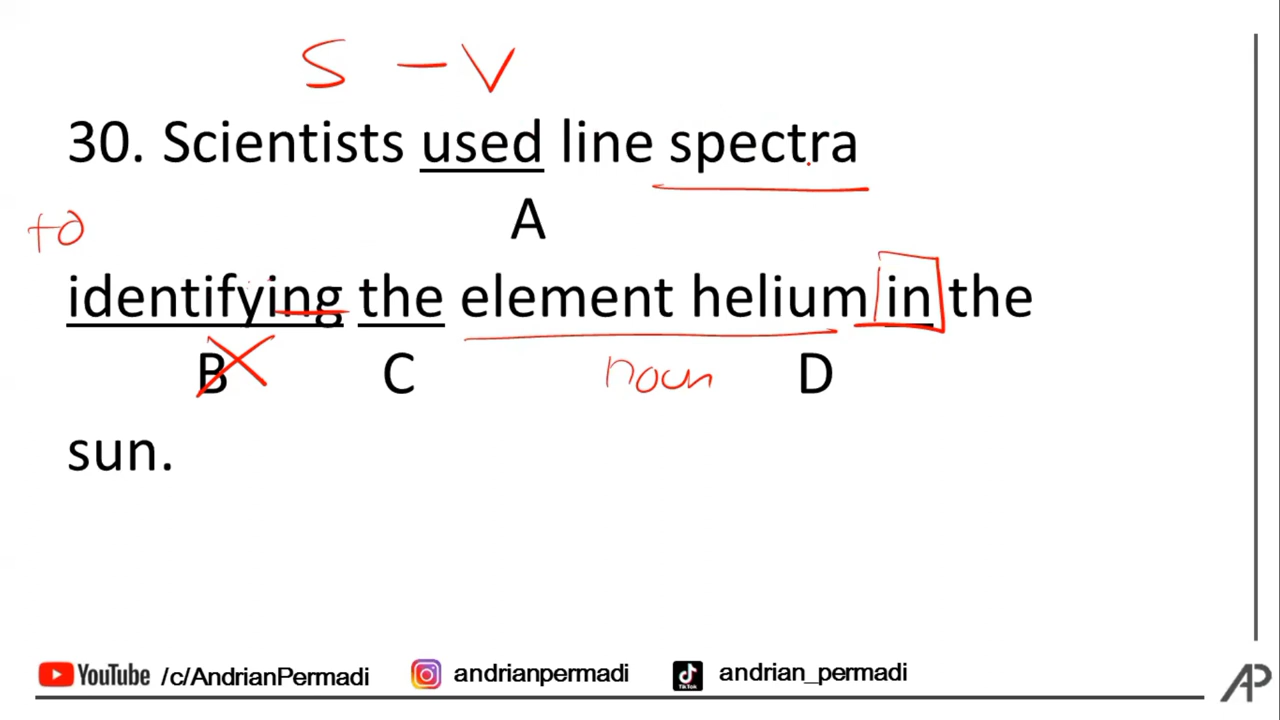 S – V
30. Scientists used line spectra
A
to
identifying the element helium in the
B C noun D
sun.
YouTube /c/AndrianPermadi andrianpermadi TikTok andrian_permadi AP